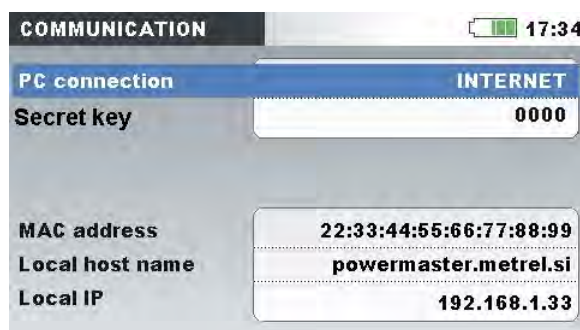 COMMUNICATION 17:34
PC connection INTERNET
Secret key 0000
MAC address 22:33:44:55:66:77:88:99
Local host name powermaster.metrel.si
Local IP 192.168.1.33